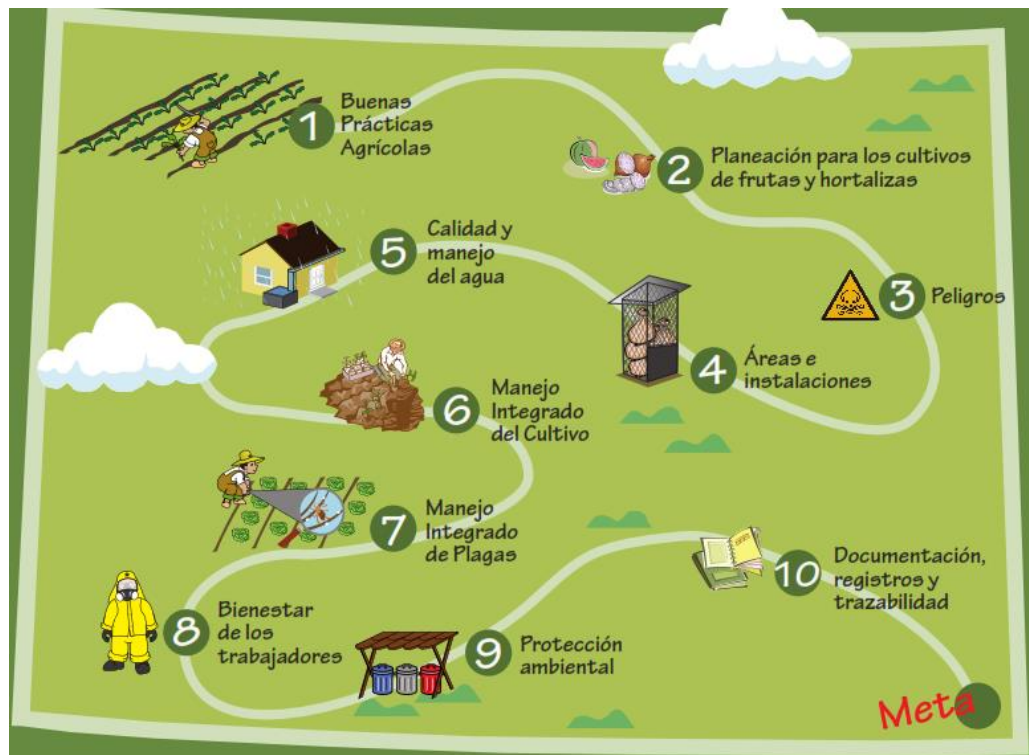 1
Buenas
Prácticas
Agrícolas
2
Planeación para los cultivos
de frutas y hortalizas
3
Peligros
4
Áreas e
instalaciones
5
Calidad y
manejo
del agua
6
Manejo
Integrado
del Cultivo
7
Manejo
Integrado
de Plagas
8
Bienestar
de los
trabajadores
9
Protección
ambiental
10
Documentación,
registros y
trazabilidad
Meta